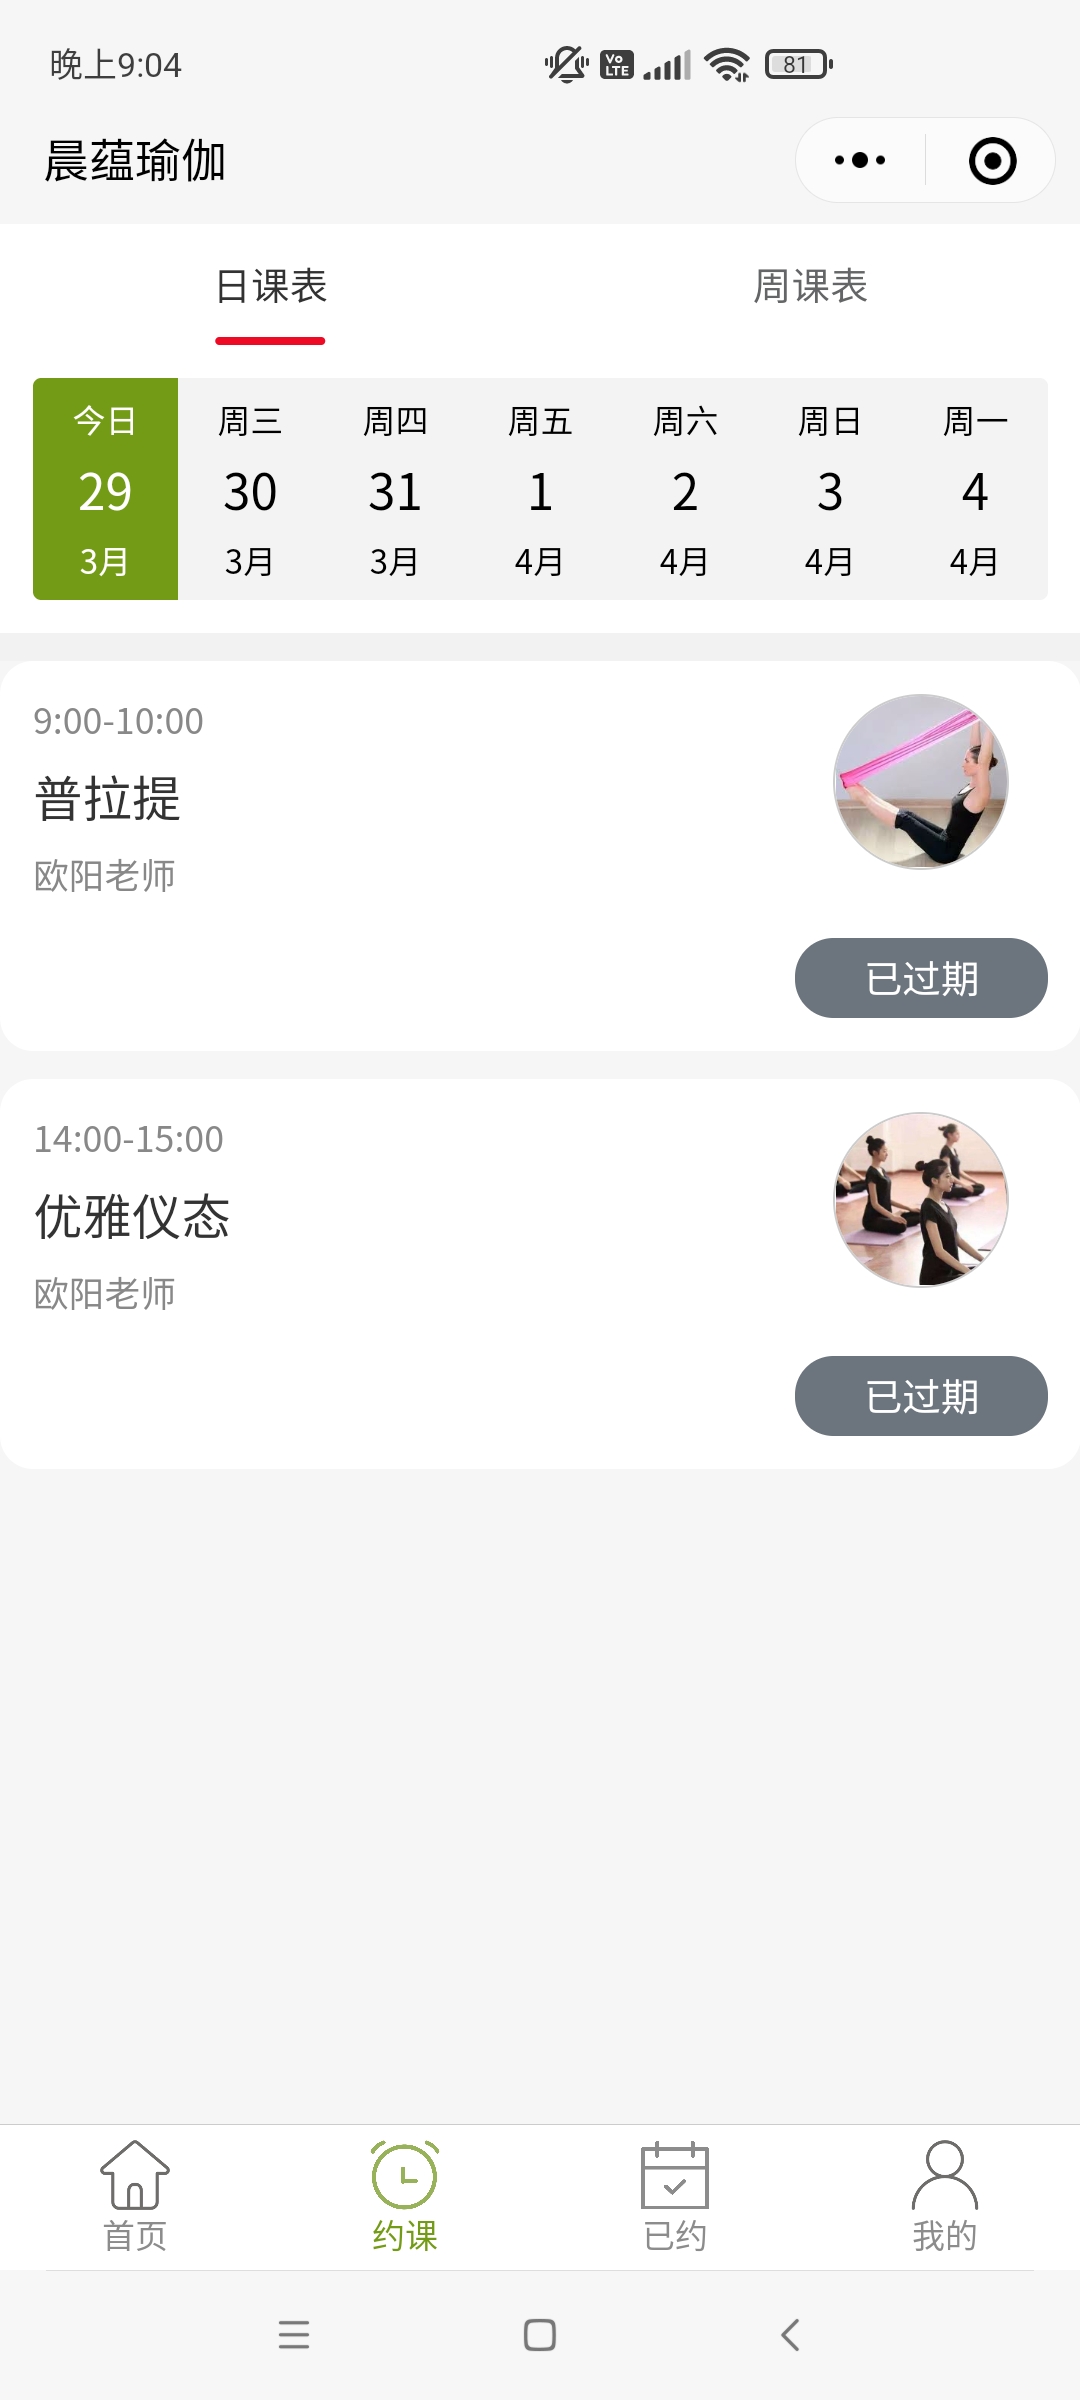 晚上9:04
Vo LTE
81
晨蕴瑜伽
日课表 周课表
今日 周三 周四 周五 周六 周日 周一
29 30 31 1 2 3 4
3月 3月 3月 4月 4月 4月 4月
9:00-10:00
普拉提
欧阳老师
已过期
14:00-15:00
优雅仪态
欧阳老师
已过期
首页 约课 已约 我的